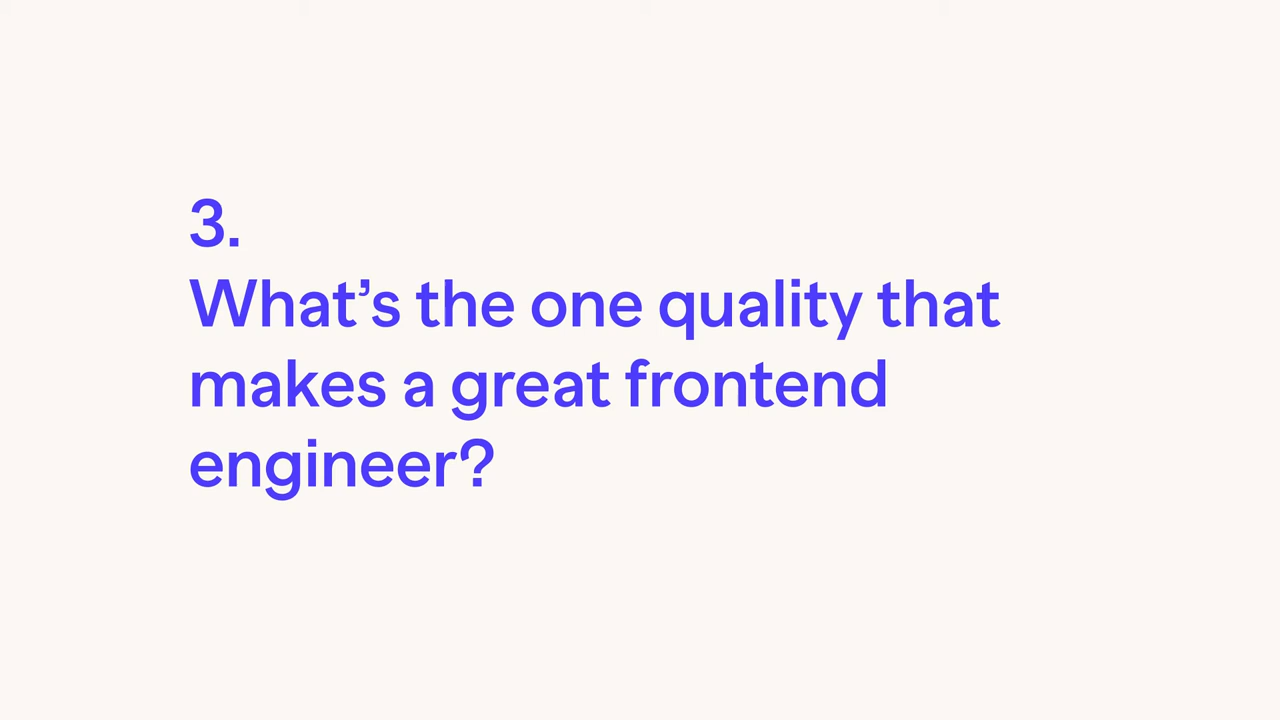 3.
What’s the one quality that
makes a great frontend
engineer?